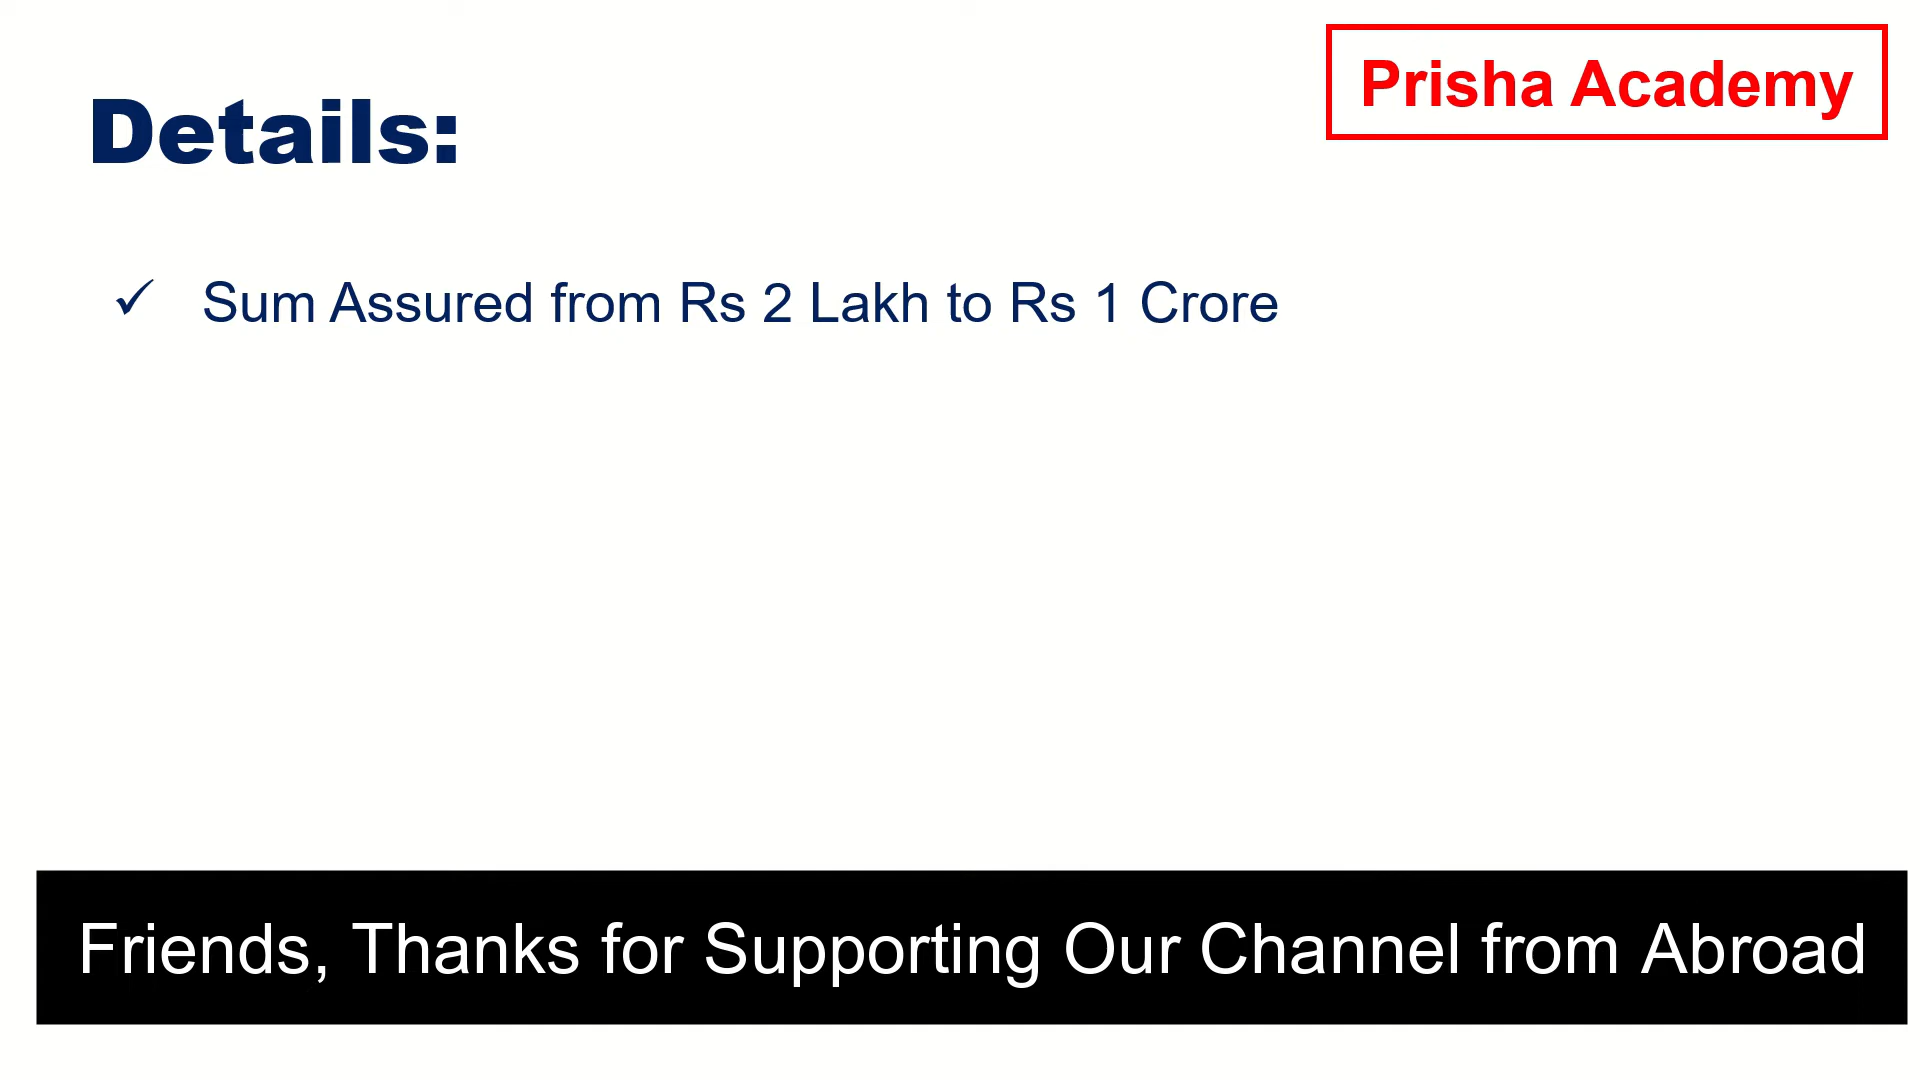 Prisha Academy
Details:
✓ Sum Assured from Rs 2 Lakh to Rs 1 Crore
Friends, Thanks for Supporting Our Channel from Abroad